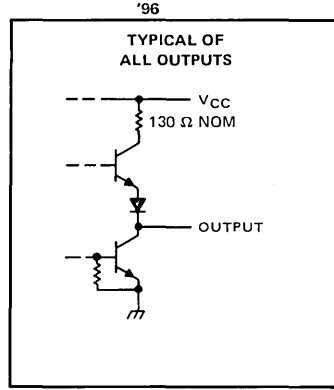 '96
TYPICAL OF
ALL OUTPUTS
VCC
130 Ω NOM
OUTPUT